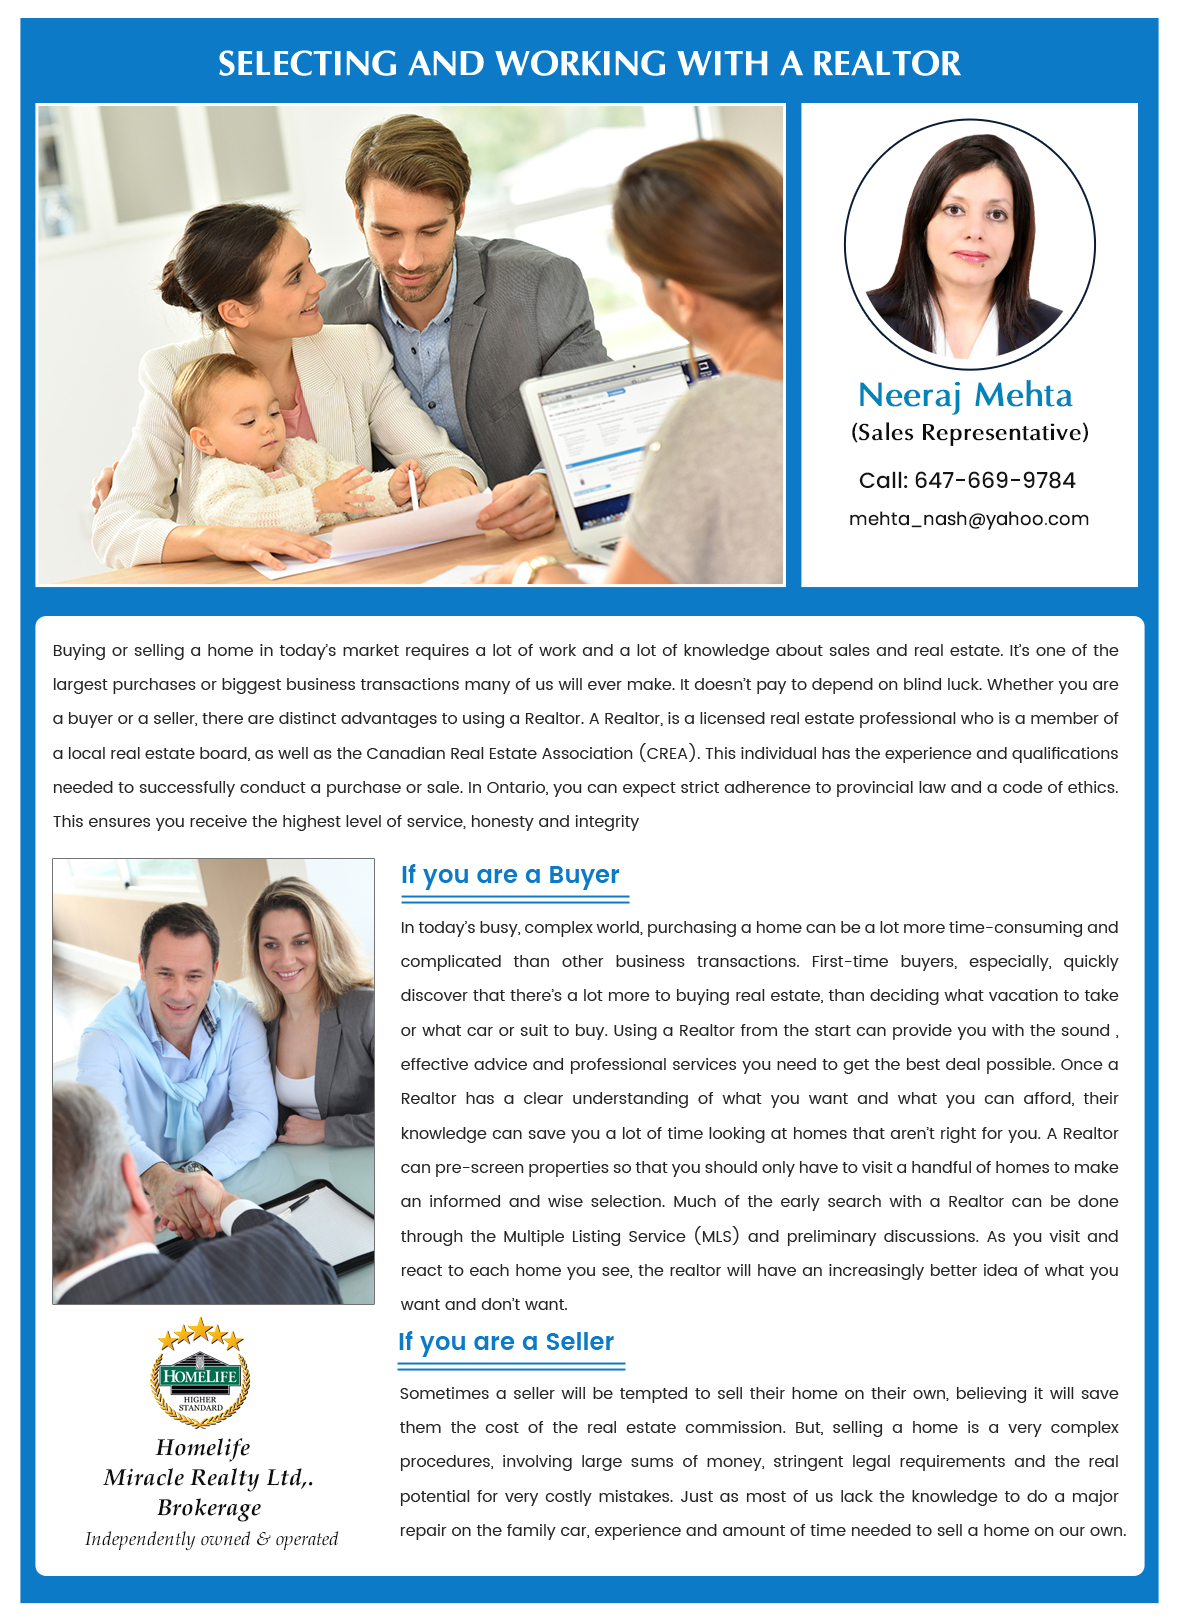 SELECTING AND WORKING WITH A REALTOR
Neeraj Mehta
(Sales Representative)
Call: 647-669-9784
mehta_nash@yahoo.com
Buying or selling a home in today's market requires a lot of work and a lot of knowledge about sales and real estate. It's one of the
largest purchases or biggest business transactions many of us will ever make. It doesn't pay to depend on blind luck. Whether you are
a buyer or a seller, there are distinct advantages to using a Realtor. A Realtor, is a licensed real estate professional who is a member of
a local real estate board, as well as the Canadian Real Estate Association (CREA). This individual has the experience and qualifications
needed to successfully conduct a purchase or sale. In Ontario, you can expect strict adherence to provincial law and a code of ethics.
This ensures you receive the highest level of service, honesty and integrity
If you are a Buyer
In today's busy, complex world, purchasing a home can be a lot more time-consuming and
complicated than other business transactions. First-time buyers, especially, quickly
discover that there's a lot more to buying real estate, than deciding what vacation to take
or what car or suit to buy. Using a Realtor from the start can provide you with the sound ,
effective advice and professional services you need to get the best deal possible. Once a
Realtor has a clear understanding of what you want and what you can afford, their
knowledge can save you a lot of time looking at homes that aren't right for you. A Realtor
can pre-screen properties so that you should only have to visit a handful of homes to make
an informed and wise selection. Much of the early search with a Realtor can be done
through the Multiple Listing Service (MLS) and preliminary discussions. As you visit and
react to each home you see, the realtor will have an increasingly better idea of what you
want and don't want.
If you are a Seller
Sometimes a seller will be tempted to sell their home on their own, believing it will save
them the cost of the real estate commission. But, selling a home is a very complex
procedures, involving large sums of money, stringent legal requirements and the real
potential for very costly mistakes. Just as most of us lack the knowledge to do a major
repair on the family car, experience and amount of time needed to sell a home on our own.
HOMELIFE
HIGHER
STANDARD
Homelife
Miracle Realty Ltd,.
Brokerage
Independently owned & operated